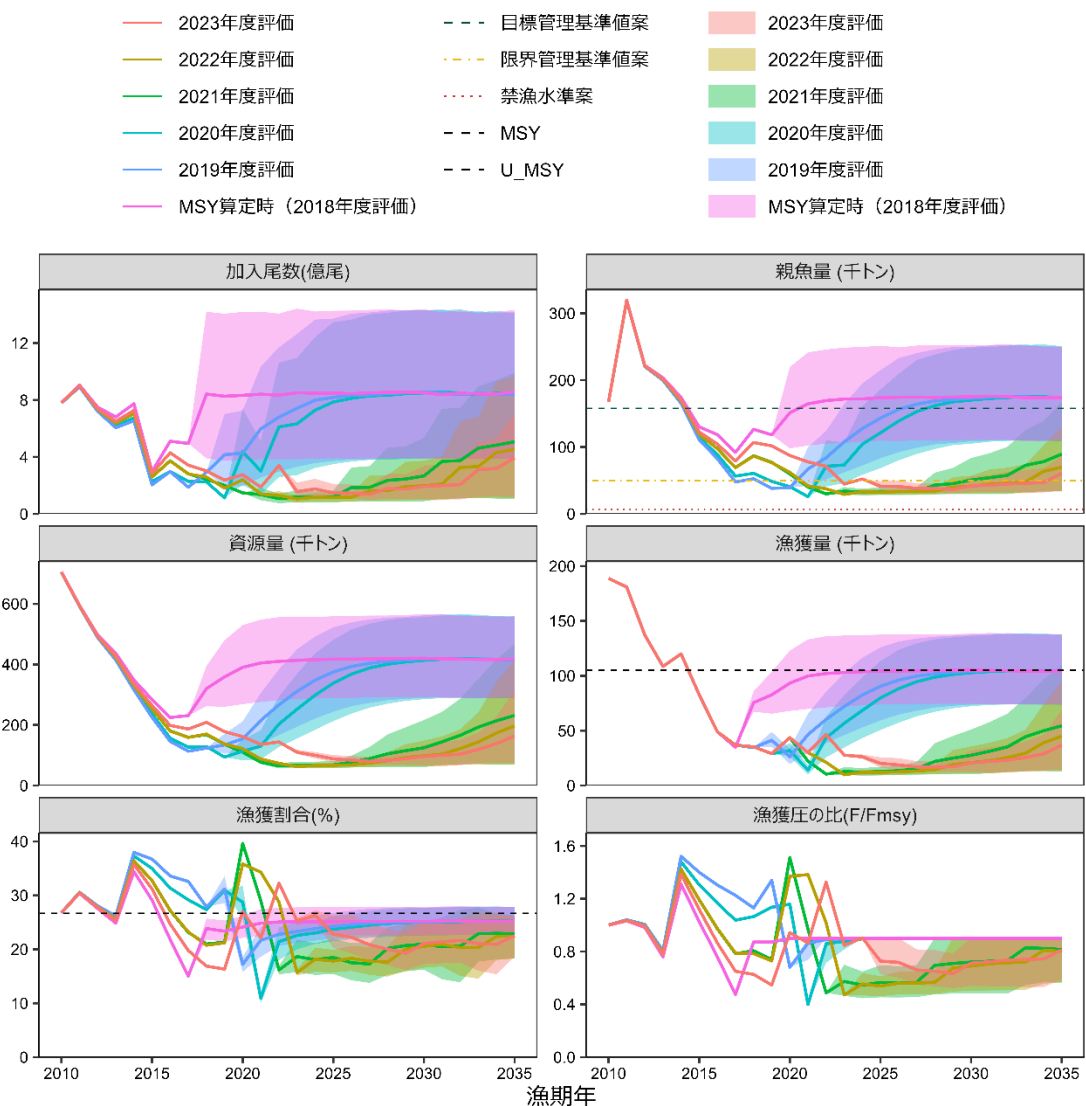 2023年度評価 目標管理基準値案 2023年度評価
2022年度評価 限界管理基準値案 2022年度評価
2021年度評価 禁漁水準案 2021年度評価
2020年度評価 MSY 2020年度評価
2019年度評価 U_MSY 2019年度評価
MSY算定時（2018年度評価） MSY算定時（2018年度評価）
加入尾数(億尾) 親魚量 (千トン)
12
8
4
0
300
200
100
0
資源量 (千トン) 漁獲量 (千トン)
600
400
200
0
200
150
100
50
0
漁獲割合(%) 漁獲圧の比(F/Fmsy)
40
30
20
10
0
1.6
1.2
0.8
0.4
0.0
2010 2015 2020 2025 2030 2035 2010 2015 2020 2025 2030 2035
漁期年